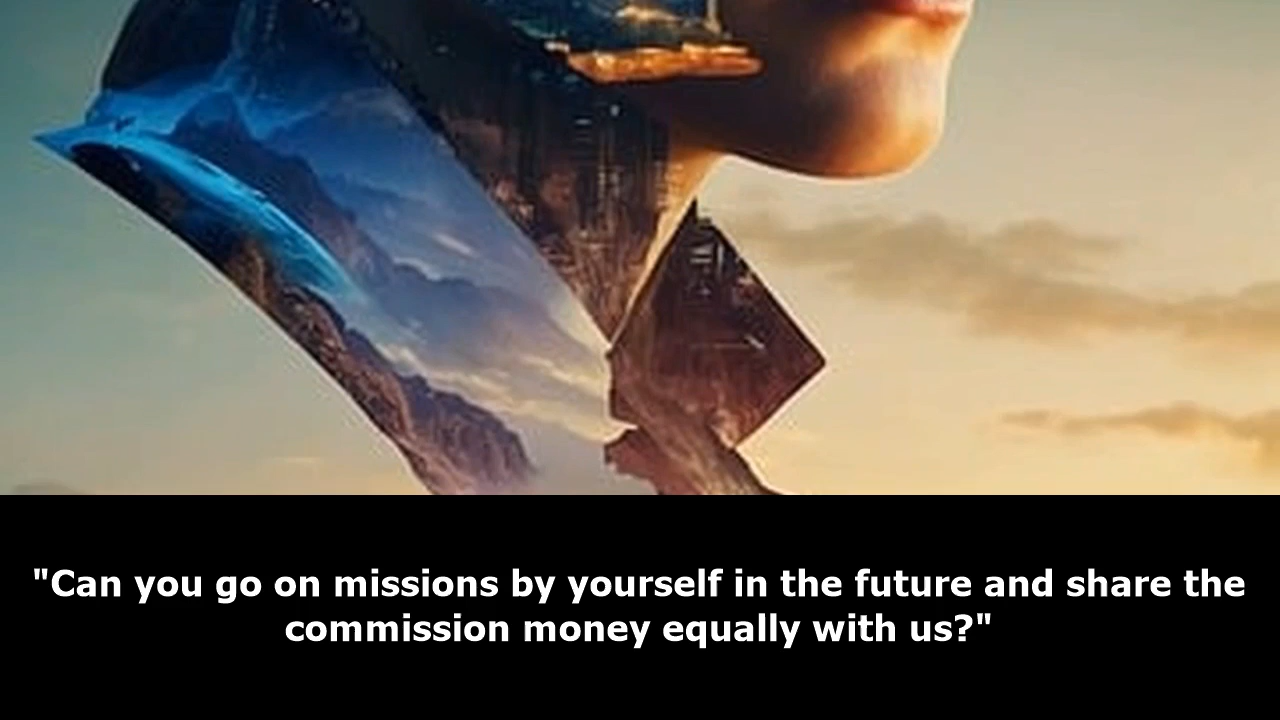 "Can you go on missions by yourself in the future and share the
commission money equally with us?"